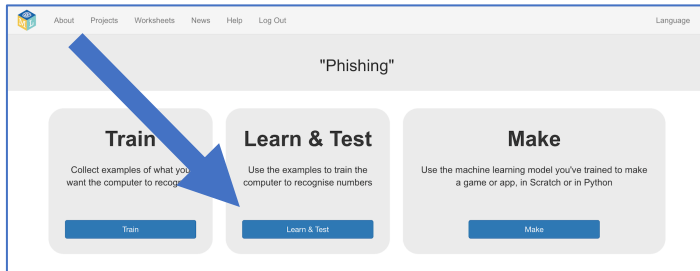 About Projects Worksheets News Help Log Out Language
"Phishing"
Train
Collect examples of what you
want the computer to
Train
Learn & Test
Use the examples to train the
computer to recognise numbers
Learn & Test
Make
Use the machine learning model you've trained to make
a game or app, in Scratch or in Python
Make